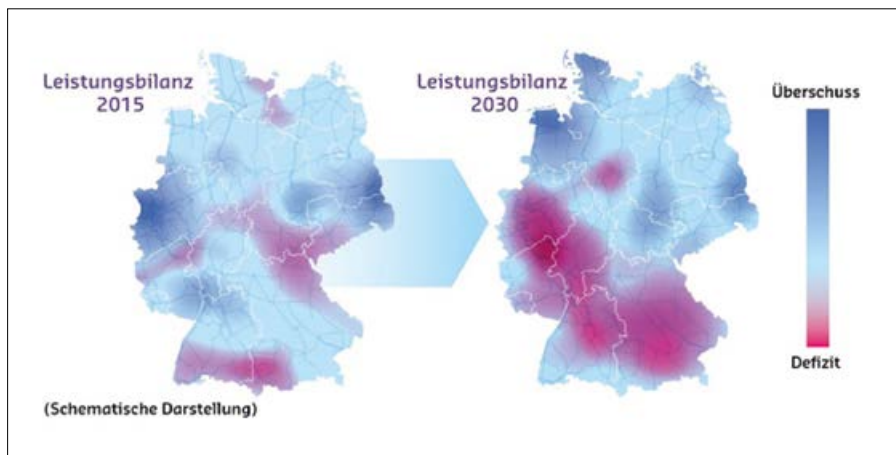 Leistungsbilanz
2015
Leistungsbilanz
2030
Überschuss
Defizit
(Schematische Darstellung)